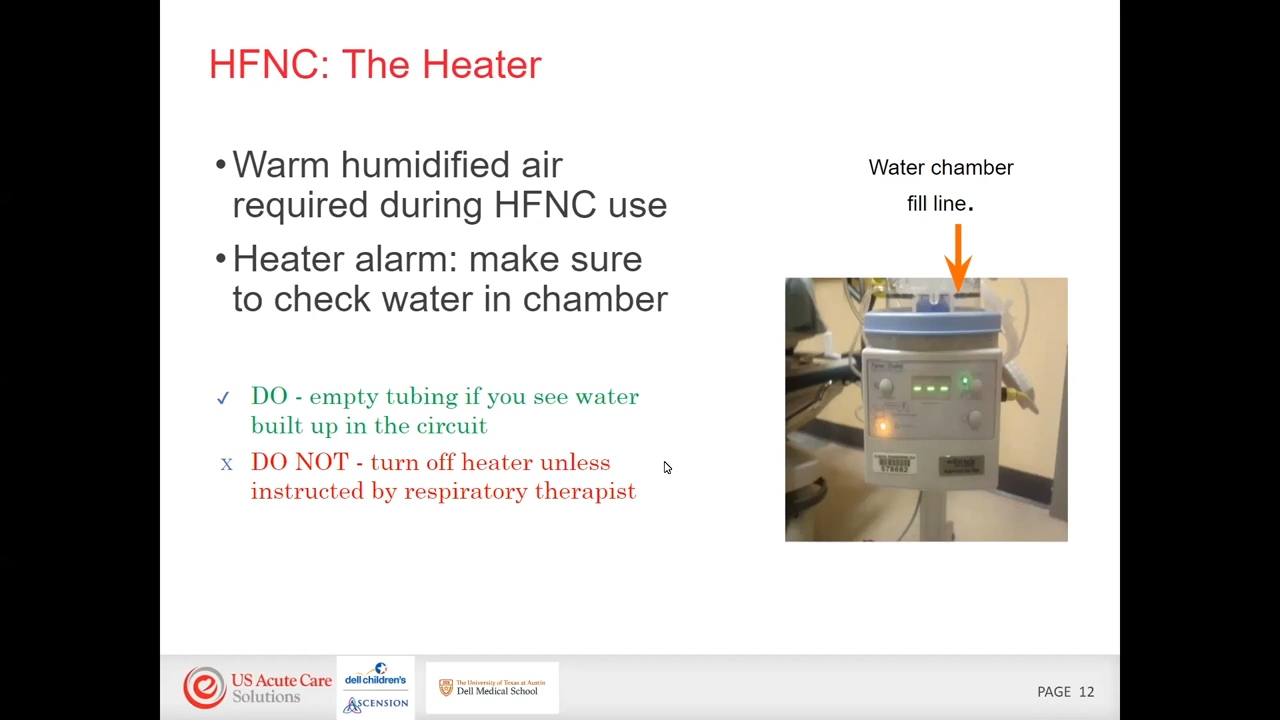 HFNC: The Heater
•Warm humidified air
required during HFNC use
•Heater alarm: make sure
to check water in chamber
✓ DO - empty tubing if you see water
built up in the circuit
x DO NOT - turn off heater unless
instructed by respiratory therapist
Water chamber
fill line.
US Acute Care
Solutions
dell children's
ASCENSION
The University of Texas at Austin
Dell Medical School
PAGE 12